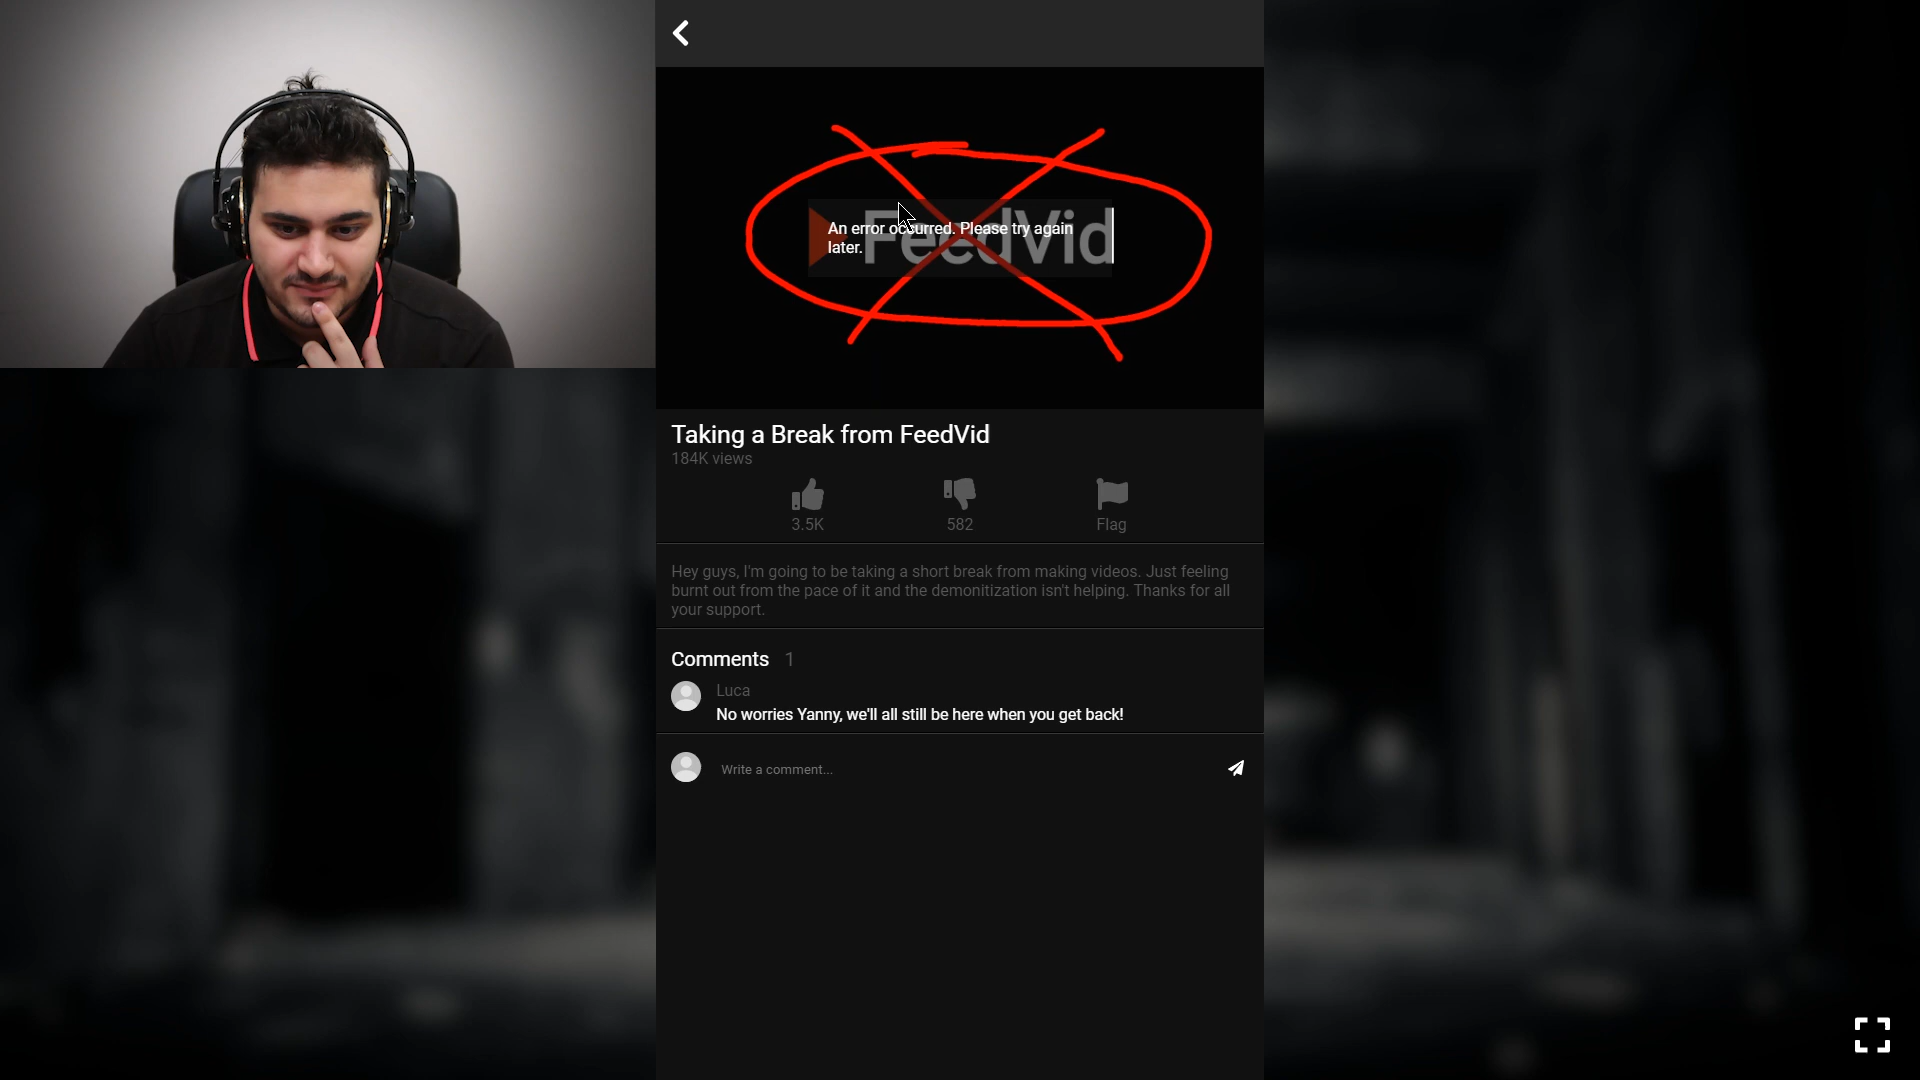 FeedVid
An error occurred. Please try again
later.
Taking a Break from FeedVid
184K views
3.5K
582
Flag
Hey guys, I'm going to be taking a short break from making videos. Just feeling
burnt out from the pace of it and the demonitization isn't helping. Thanks for all
your support.
Comments 1
Luca
No worries Yanny, we'll all still be here when you get back!
Write a comment...